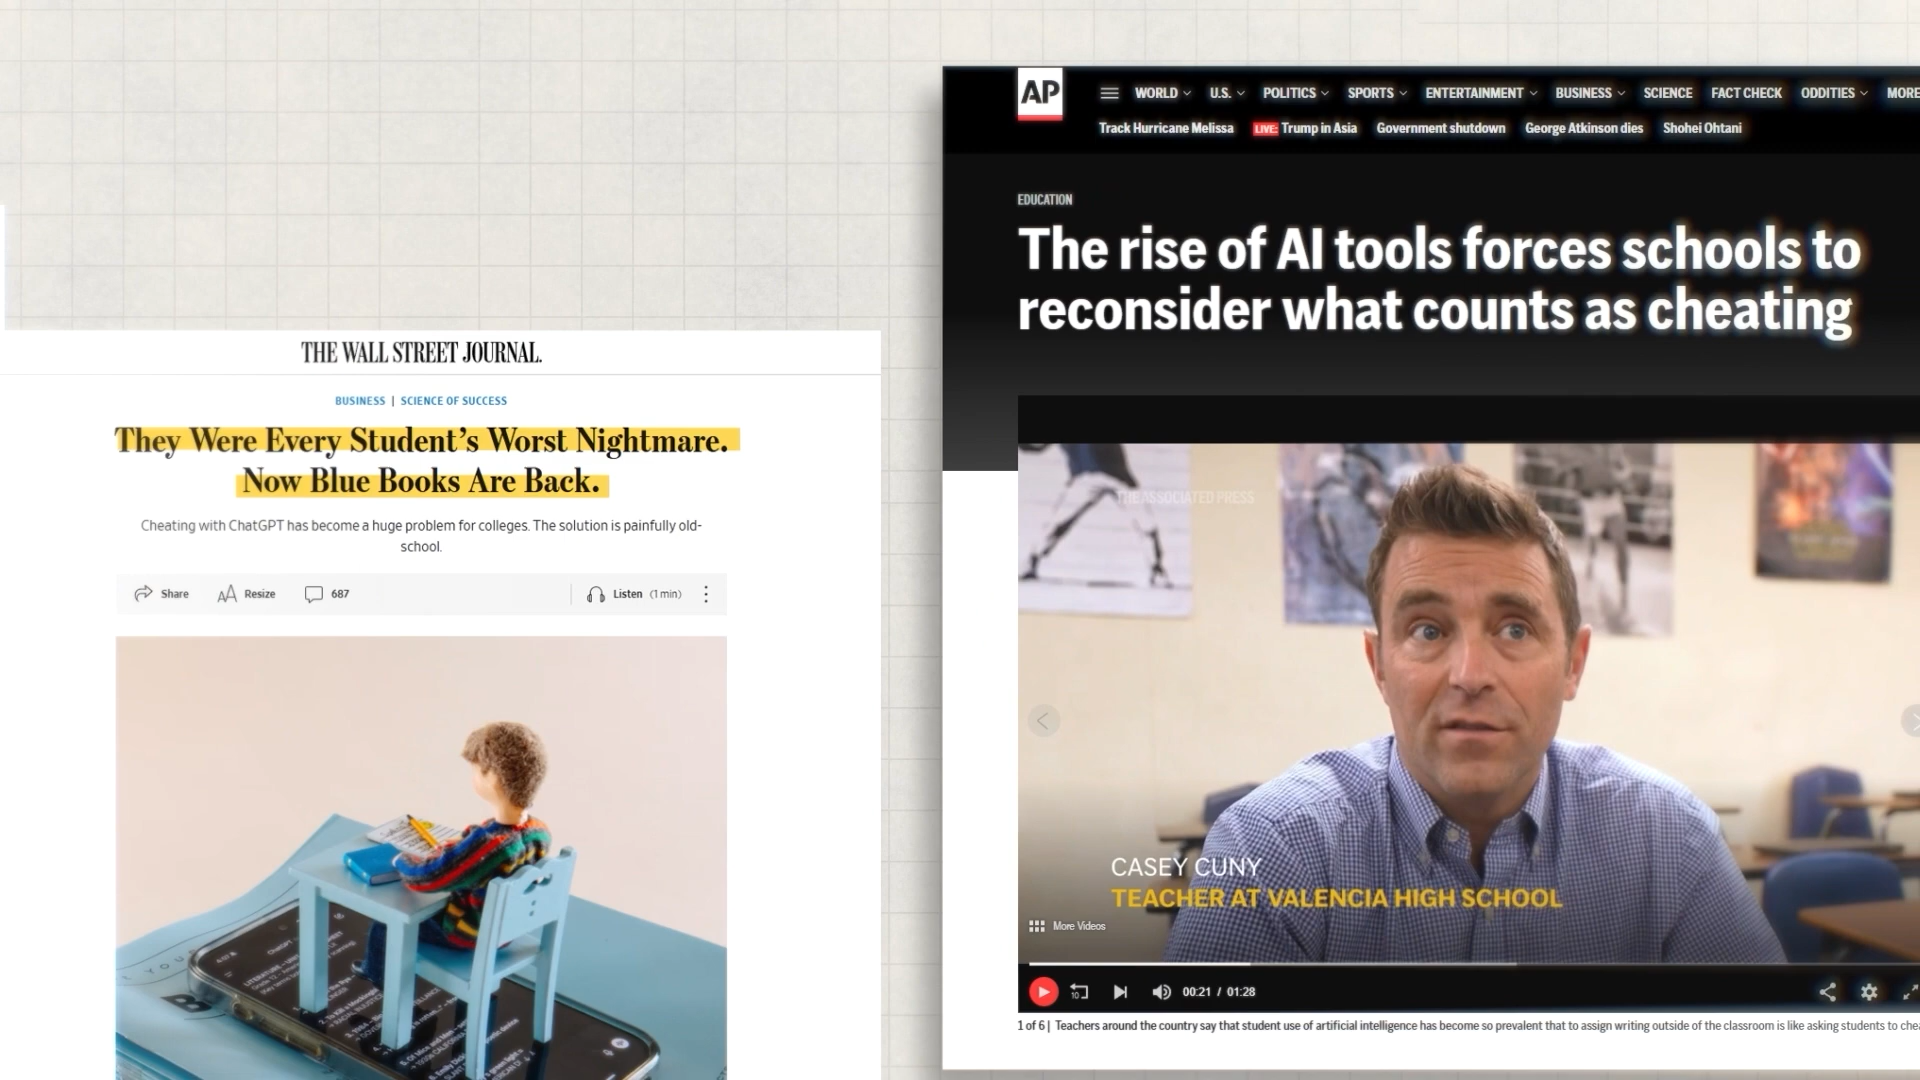 THE WALL STREET JOURNAL.
BUSINESS | SCIENCE OF SUCCESS
They Were Every Student's Worst Nightmare.
Now Blue Books Are Back.
Cheating with ChatGPT has become a huge problem for colleges. The solution is painfully old-
school.
Share Resize 687 Listen (1 min)
AP
WORLD U.S. POLITICS SPORTS ENTERTAINMENT BUSINESS SCIENCE FACT CHECK ODDITIES MORE
Track Hurricane Melissa LIVE: Trump in Asia Government shutdown George Atkinson dies Shohei Ohtani
EDUCATION
The rise of AI tools forces schools to
reconsider what counts as cheating
THE ASSOCIATED PRESS
CASEY CUNY
TEACHER AT VALENCIA HIGH SCHOOL
More Videos
10 00:21 / 01:28
1 of 6 | Teachers around the country say that student use of artificial intelligence has become so prevalent that to assign writing outside of the classroom is like asking students to